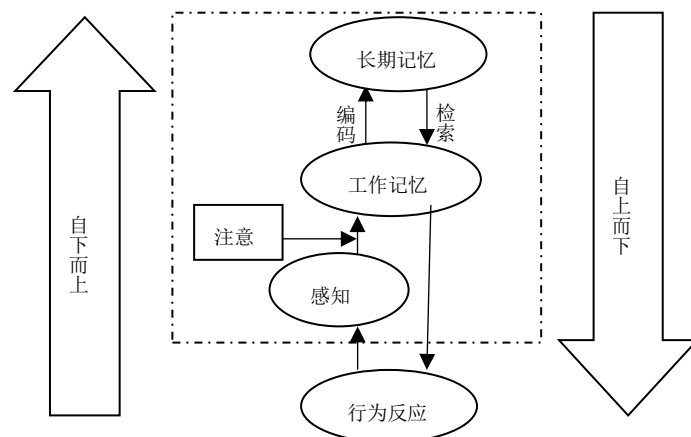 长期记忆
编码
检索
工作记忆
自下而上
自上而下
注意
感知
行为反应